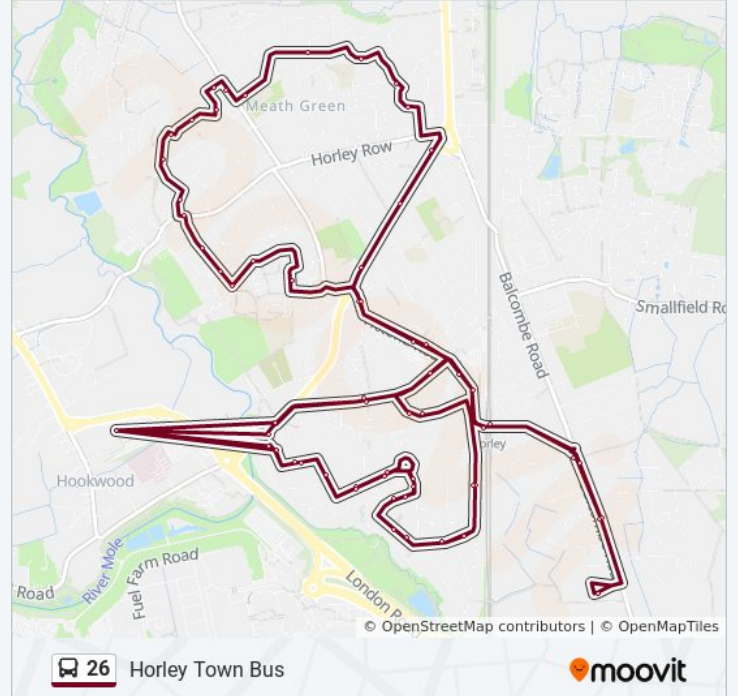 Meath Green
Horley Row
Balcombe Road
Smallfield Ro
orley
Hookwood
River Mole
Fuel Farm Road
Road
London R
© OpenStreetMap contributors | © OpenMapTiles
26 Horley Town Bus
moovit